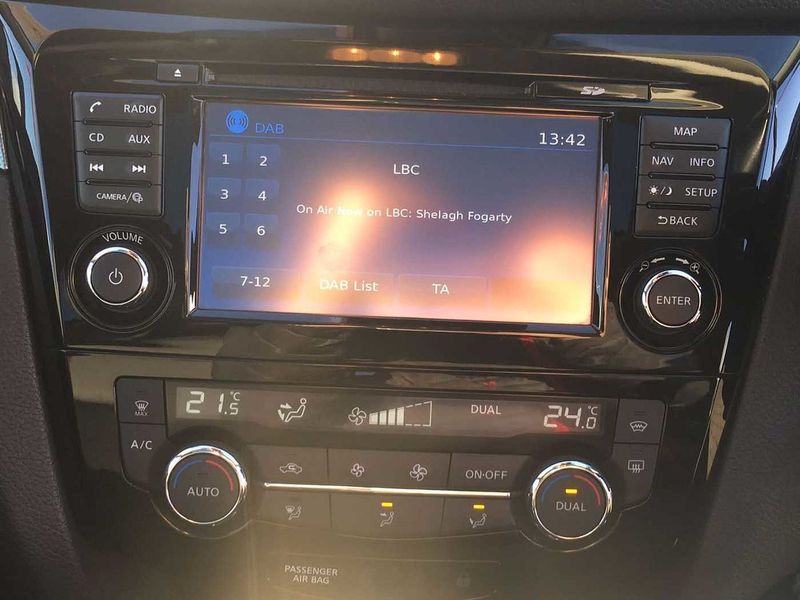 RADIO
CD AUX
CAMERA/
VOLUME
DAB 13:42
1 2
3 4
5 6
LBC
On Air Now on LBC: Shelagh Fogarty
7-12 DAB List TA
MAP
NAV INFO
SETUP
BACK
ENTER
MAX
21.5°C DUAL 24.0°C
A/C
AUTO
ON·OFF
DUAL
PASSENGER
AIR BAG